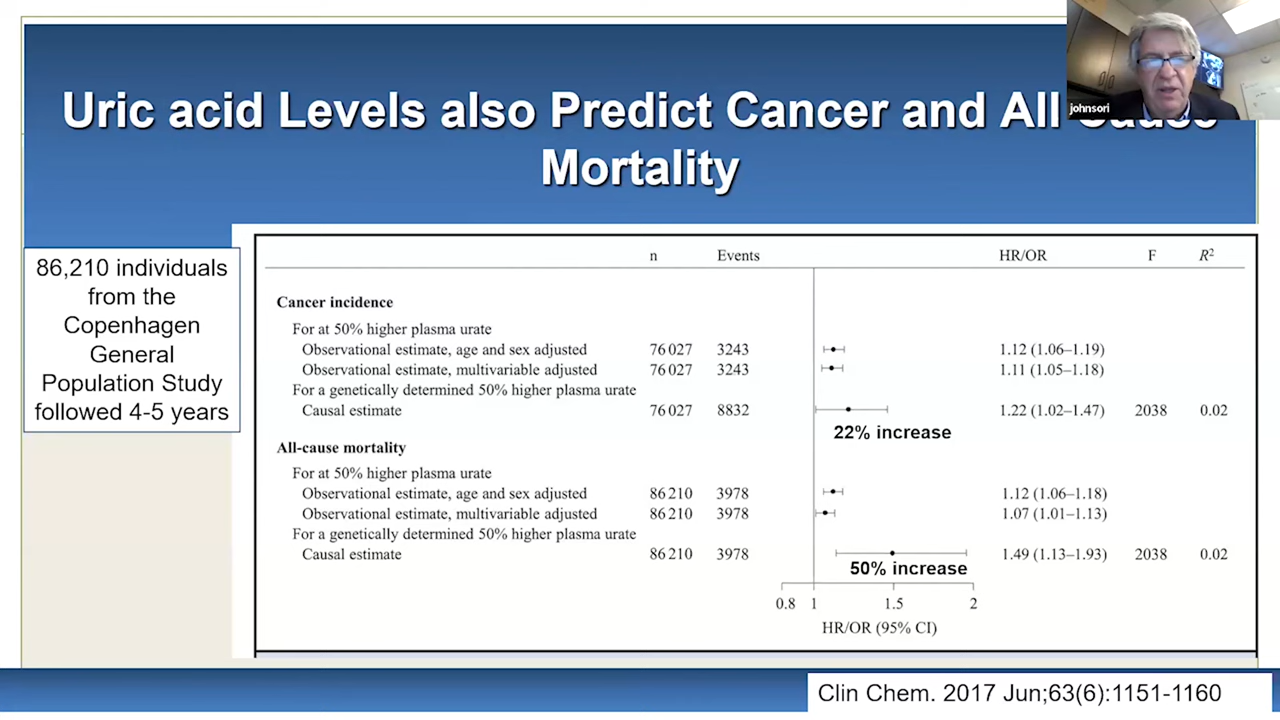 Uric acid Levels also Predict Cancer and All Cause
Mortality
johnsori
86,210 individuals
from the
Copenhagen
General
Population Study
followed 4-5 years
n Events HR/OR F R²
Cancer incidence
For at 50% higher plasma urate
Observational estimate, age and sex adjusted 76 027 3243 1.12 (1.06–1.19)
Observational estimate, multivariable adjusted 76 027 3243 1.11 (1.05–1.18)
For a genetically determined 50% higher plasma urate
Causal estimate 76 027 8832 1.22 (1.02–1.47) 2038 0.02
22% increase
All-cause mortality
For at 50% higher plasma urate
Observational estimate, age and sex adjusted 86 210 3978 1.12 (1.06–1.18)
Observational estimate, multivariable adjusted 86 210 3978 1.07 (1.01–1.13)
For a genetically determined 50% higher plasma urate
Causal estimate 86 210 3978 1.49 (1.13–1.93) 2038 0.02
50% increase
0.8 1 1.5 2
HR/OR (95% CI)
Clin Chem. 2017 Jun;63(6):1151-1160